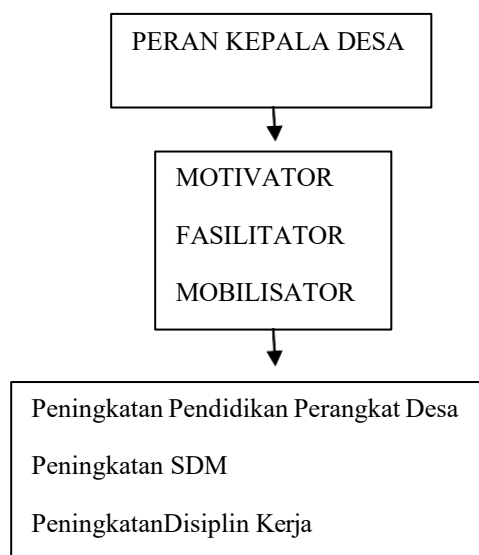 PERAN KEPALA DESA
MOTIVATOR
FASILITATOR
MOBILISATOR
Peningkatan Pendidikan Perangkat Desa
Peningkatan SDM
PeningkatanDisiplin Kerja